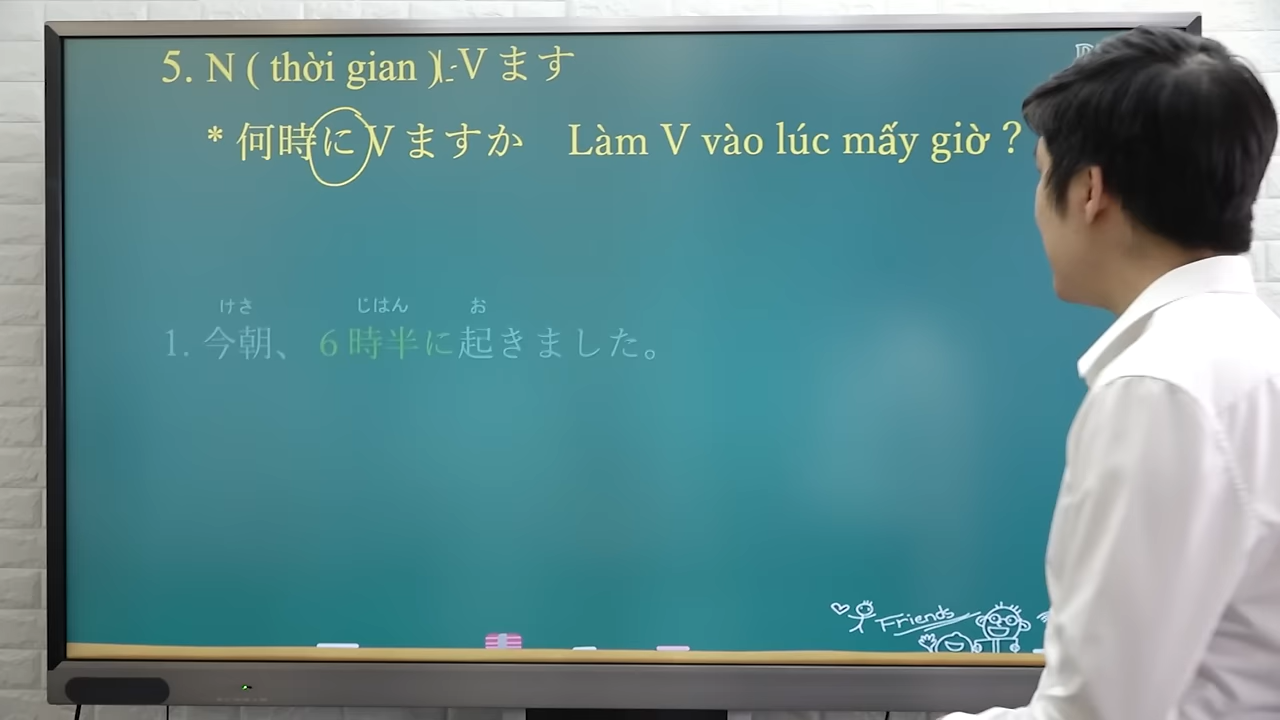 5. N ( thời gian )に V ます
* 何時に V ますか Làm V vào lúc mấy giờ ?
けさ じはん お
1. 今朝、 6 時半に起きました。
Friends